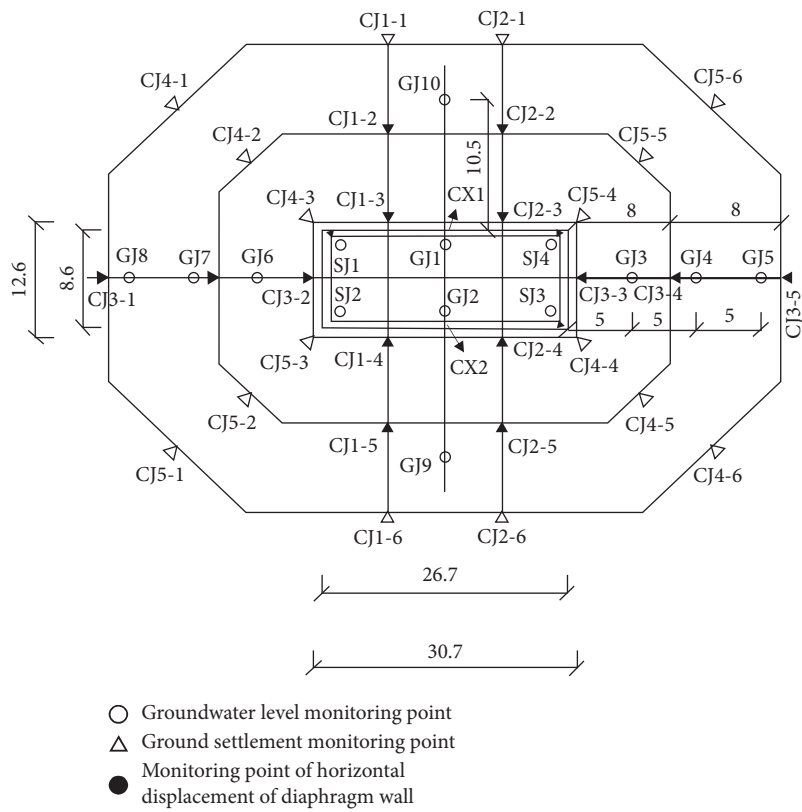 CJ1-1 CJ2-1
CJ4-1 CJ5-6
GJ10
CJ1-2 CJ2-2
CJ4-2 CJ5-5
10.5
CJ4-3 CJ1-3 CX1 CJ2-3 CJ5-4
8 8
12.6 8.6
GJ8 GJ7 GJ6 SJ1 GJ1 SJ4 GJ3 GJ4 GJ5
CJ3-1 CJ3-2 SJ2 GJ2 SJ3 CJ3-3 CJ3-4 CJ3-5
5 5 5
CJ5-3 CJ1-4 CX2 CJ2-4 CJ4-4
CJ5-2 CJ4-5
CJ5-1 CJ1-5 GJ9 CJ2-5 CJ4-6
CJ1-6 CJ2-6
26.7
30.7
Groundwater level monitoring point
Ground settlement monitoring point
Monitoring point of horizontal
displacement of diaphragm wall